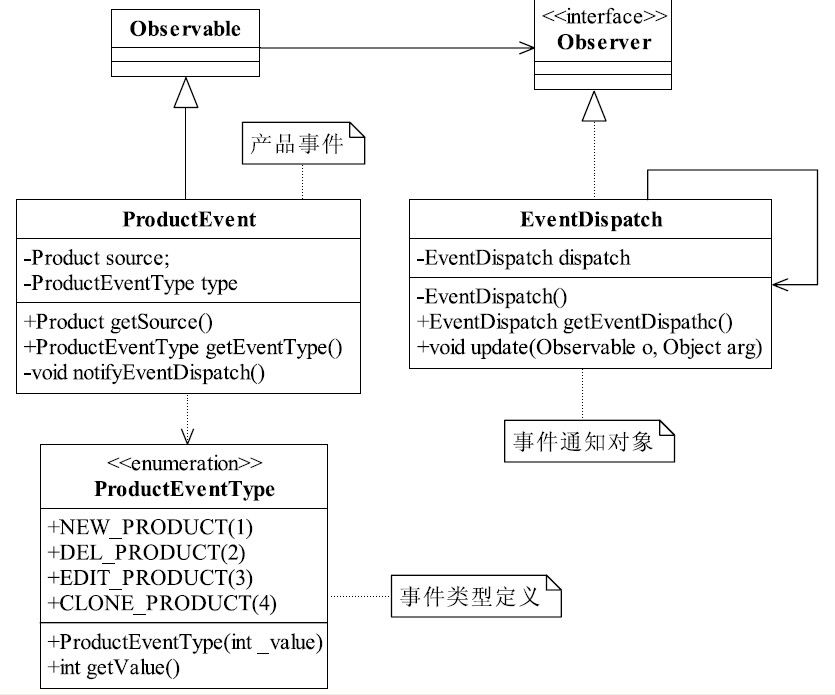 Observable
<<interface>>
Observer
产品事件
ProductEvent
-Product source;
-ProductEventType type
+Product getSource()
+ProductEventType getEventType()
-void notifyEventDispatch()
EventDispatch
-EventDispatch dispatch
-EventDispatch()
+EventDispatch getEventDispathc()
+void update(Observable o, Object arg)
事件通知对象
<<enumeration>>
ProductEventType
+NEW_PRODUCT(1)
+DEL_PRODUCT(2)
+EDIT_PRODUCT(3)
+CLONE_PRODUCT(4)
+ProductEventType(int _value)
+int getValue()
事件类型定义